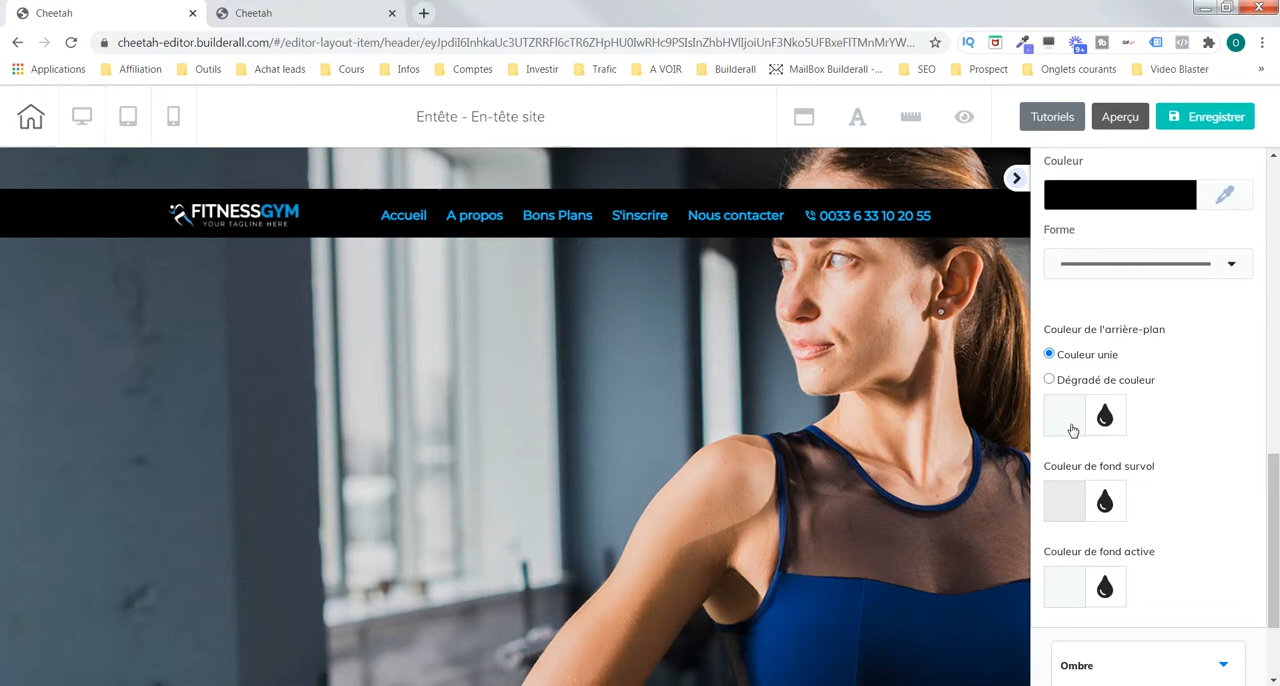 Cheetah
Cheetah
cheetah-editor.builderall.com/#/editor-layout-item/header/
Applications
Affiliation
Outils
Achat leads
Cours
Infos
Comptes
Investir
Trafic
A VOIR
Builderall
MailBox Builderall -...
SEO
Prospect
Onglets courants
Video Blaster
»
Entête - En-tête site
Tutoriels
Aperçu
Enregistrer
FITNESSGYM
YOUR TAGLINE HERE
Accueil
A propos
Bons Plans
S'inscrire
Nous contacter
0033 6 33 10 20 55
Couleur
Forme
Couleur de l'arrière-plan
Couleur unie
Dégradé de couleur
Couleur de fond survol
Couleur de fond active
Ombre